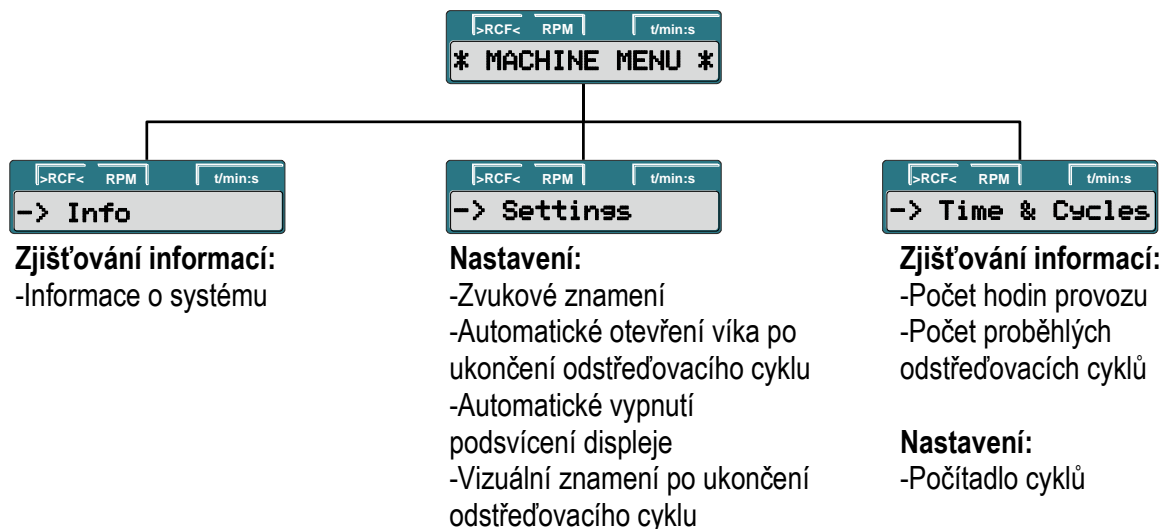 >RCF< RPM t/min:s
* MACHINE MENU *
>RCF< RPM t/min:s
-> Info
Zjišťování informací:
-Informace o systému
>RCF< RPM t/min:s
-> Settings
Nastavení:
-Zvukové znamení
-Automatické otevření víka po
ukončení odstřeďovacího cyklu
-Automatické vypnutí
podsvícení displeje
-Vizuální znamení po ukončení
odstřeďovacího cyklu
>RCF< RPM t/min:s
-> Time & Cycles
Zjišťování informací:
-Počet hodin provozu
-Počet proběhlých
odstřeďovacích cyklů
Nastavení:
-Počítadlo cyklů